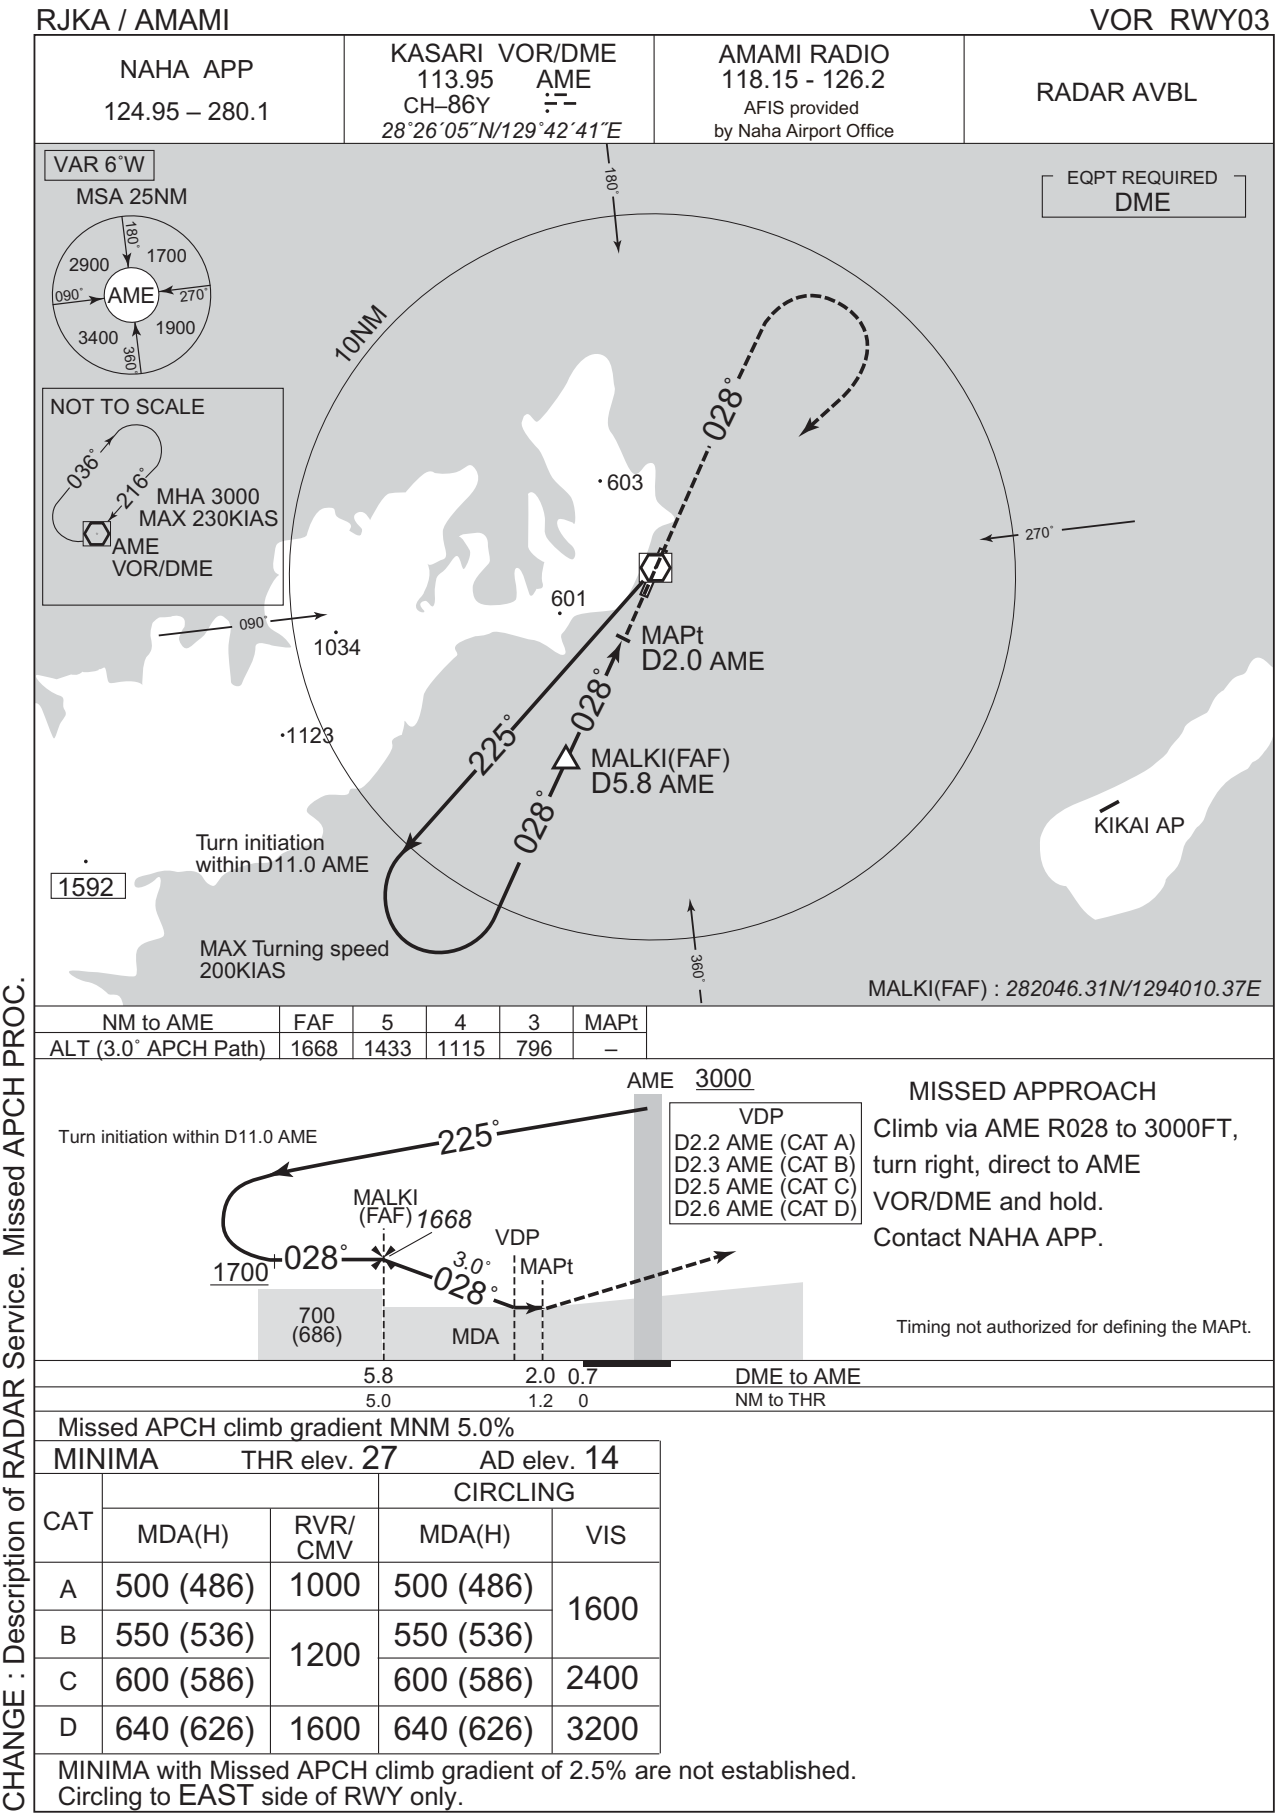 RJKA / AMAMI
VOR RWY03
NAHA APP
124.95 – 280.1
KASARI VOR/DME
113.95 AME
CH–86Y
28°26´05˝N/129°42´41˝E
AMAMI RADIO
118.15 - 126.2
AFIS provided
by Naha Airport Office
RADAR AVBL
VAR 6°W
MSA 25NM
180°
2900
1700
090°
AME
270°
3400
1900
360°
EQPT REQUIRED
DME
180°
10NM
028°
NOT TO SCALE
036°
216°
MHA 3000
MAX 230KIAS
AME
VOR/DME
603
270°
601
090°
1034
MAPt
D2.0 AME
028°
1123
225°
MALKI(FAF)
D5.8 AME
028°
KIKAI AP
Turn initiation
within D11.0 AME
1592
MAX Turning speed
200KIAS
360°
MALKI(FAF) : 282046.31N/1294010.37E
NM to AME FAF 5 4 3 MAPt
ALT (3.0° APCH Path) 1668 1433 1115 796 –
AME 3000
Turn initiation within D11.0 AME
225°
VDP
D2.2 AME (CAT A)
D2.3 AME (CAT B)
D2.5 AME (CAT C)
D2.6 AME (CAT D)
MISSED APPROACH
Climb via AME R028 to 3000FT,
turn right, direct to AME
VOR/DME and hold.
Contact NAHA APP.
MALKI
(FAF) 1668
VDP
MAPt
1700
028°
3.0°
028°
700
(686)
MDA
Timing not authorized for defining the MAPt.
5.8 2.0 0.7 DME to AME
5.0 1.2 0 NM to THR
Missed APCH climb gradient MNM 5.0%
MINIMA THR elev. 27 AD elev. 14
CIRCLING
CAT MDA(H) RVR/CMV MDA(H) VIS
A 500 (486) 1000 500 (486) 1600
B 550 (536) 1200 550 (536)
C 600 (586) 600 (586) 2400
D 640 (626) 1600 640 (626) 3200
MINIMA with Missed APCH climb gradient of 2.5% are not established.
Circling to EAST side of RWY only.
CHANGE : Description of RADAR Service. Missed APCH PROC.